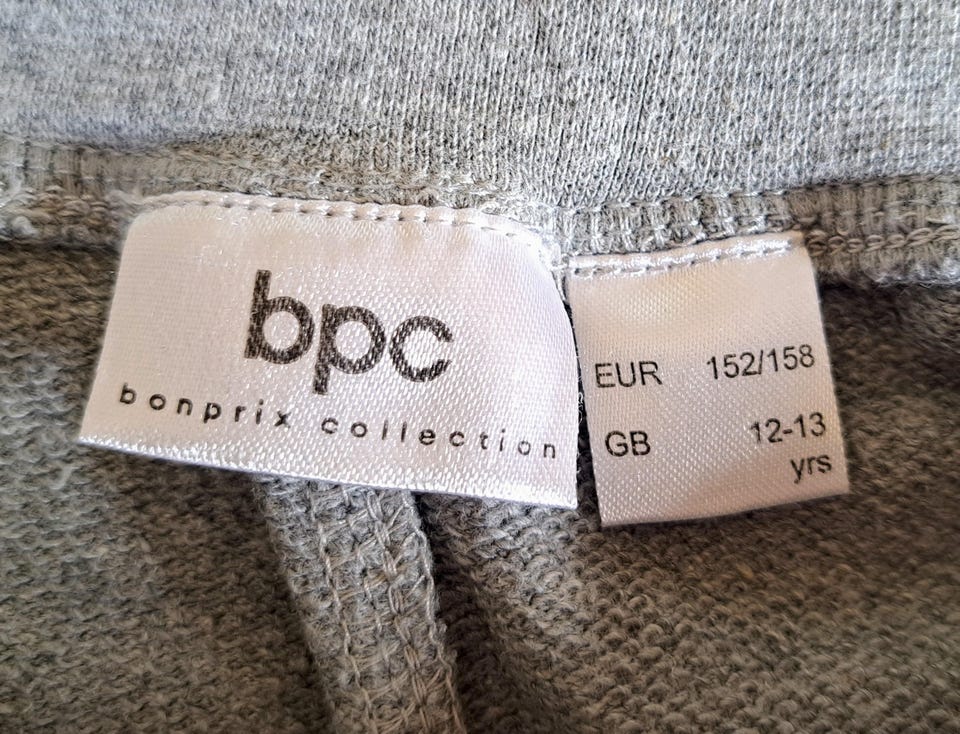 bpc
bonprix collection
EUR 152/158
GB 12-13
yrs